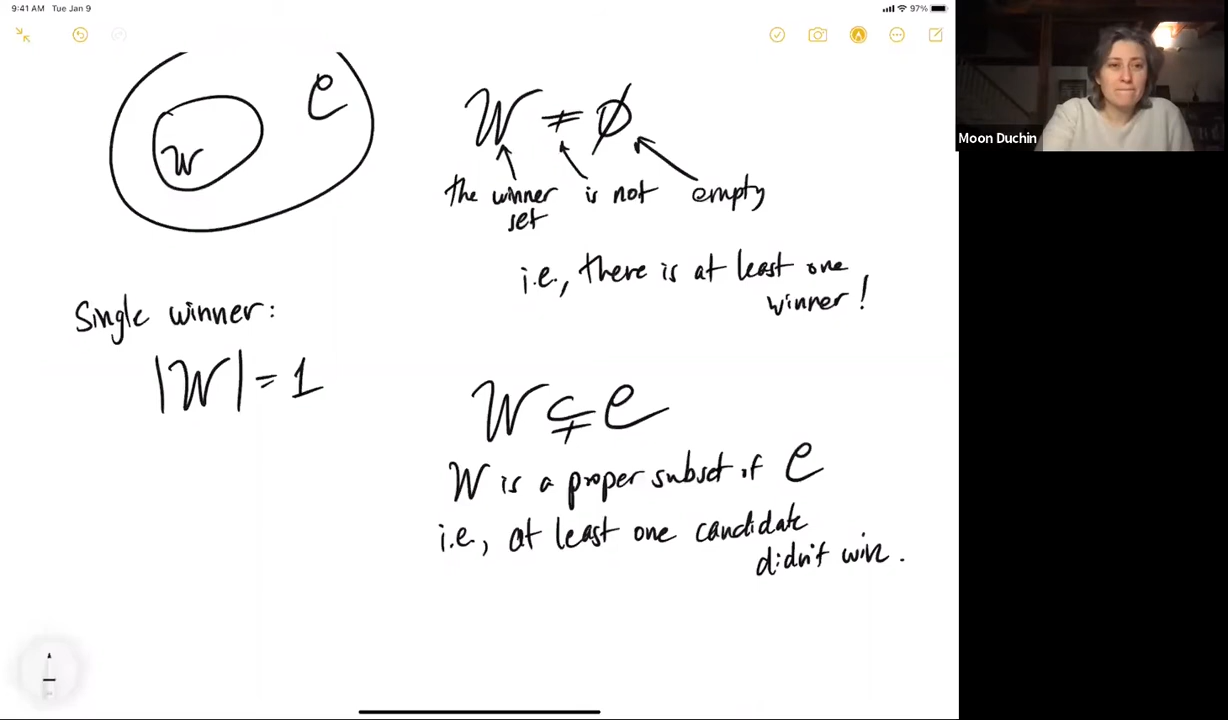 9:41 AM Tue Jan 9
97%
Moon Duchin
𝒞
𝒲
𝒲 ≠ ∅
the winner set
is not
empty
i.e., there is at least one
winner!
Single winner:
|𝒲| = 1
𝒲 ⊊ 𝒞
𝒲 is a proper subset of 𝒞
i.e., at least one candidate
didn't win.